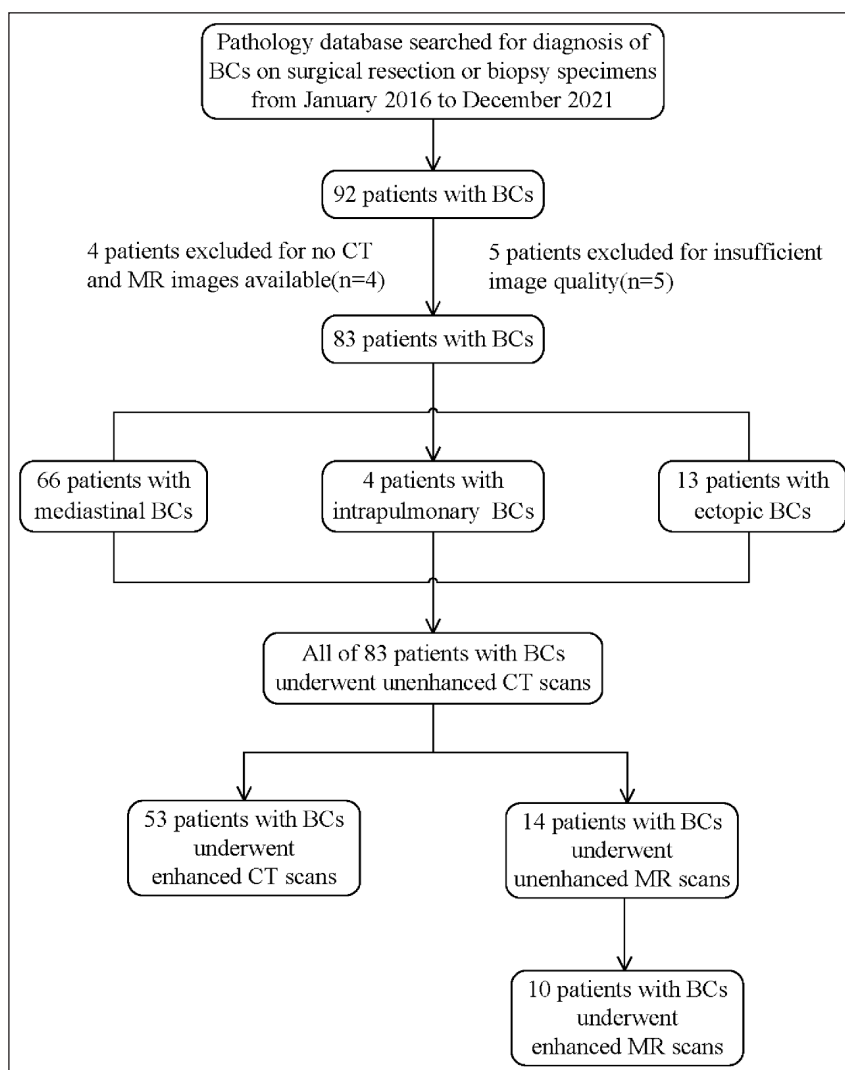 Pathology database searched for diagnosis of
BCs on surgical resection or biopsy specimens
from January 2016 to December 2021
92 patients with BCs
4 patients excluded for no CT
and MR images available(n=4)
5 patients excluded for insufficient
image quality(n=5)
83 patients with BCs
66 patients with
mediastinal BCs
4 patients with
intrapulmonary BCs
13 patients with
ectopic BCs
All of 83 patients with BCs
underwent unenhanced CT scans
53 patients with BCs
underwent
enhanced CT scans
14 patients with BCs
underwent
unenhanced MR scans
10 patients with BCs
underwent
enhanced MR scans